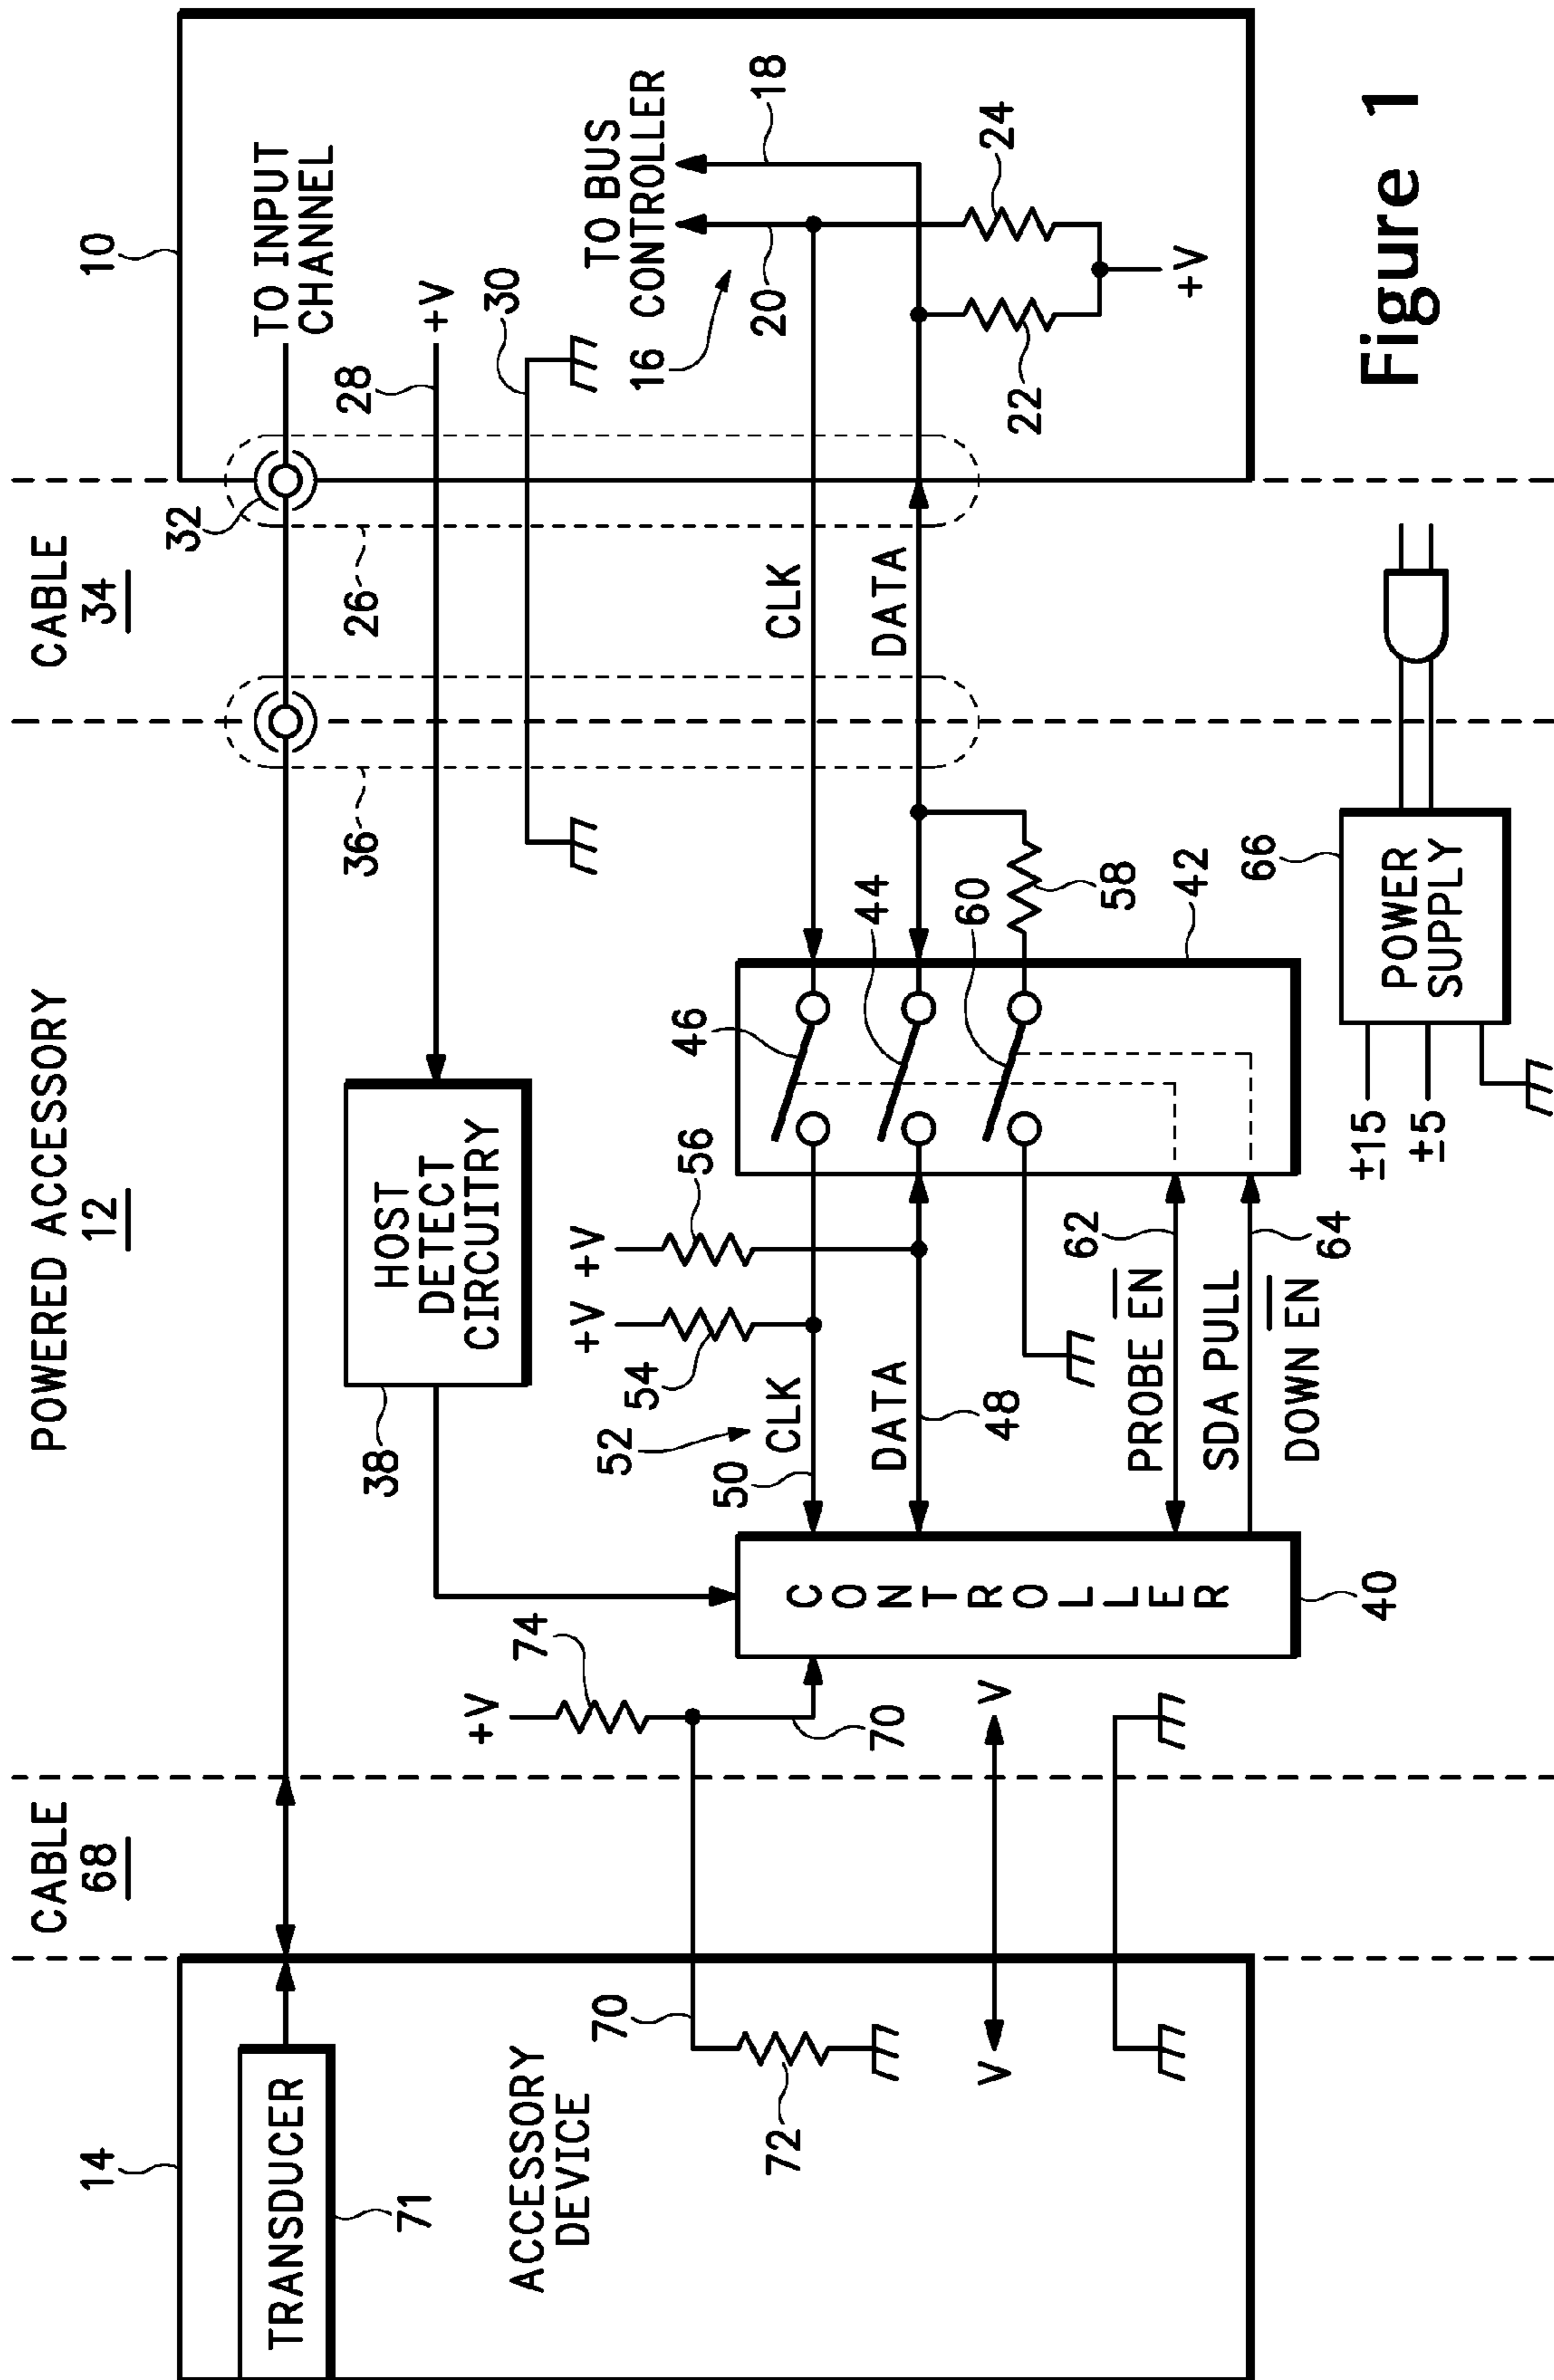 CABLE
68
POWERED ACCESSORY
12
CABLE
34
14
TRANSDUCER
71
ACCESSORY
DEVICE
70
72
V
+V
74
70
V
38
HOST
DETECT
CIRCUITRY
36
26
32
10
TO INPUT
CHANNEL
28
+V
30
TO BUS
16 CONTROLLER
20
18
22
24
+V
52
54
+V
+V
56
50
CLK
DATA
48
46
44
60
CLK
DATA
58
42
CONTROLLER
40
PROBE EN
62
SDA PULL
DOWN EN
64
±15
±5
POWER
SUPPLY
66
Figure 1